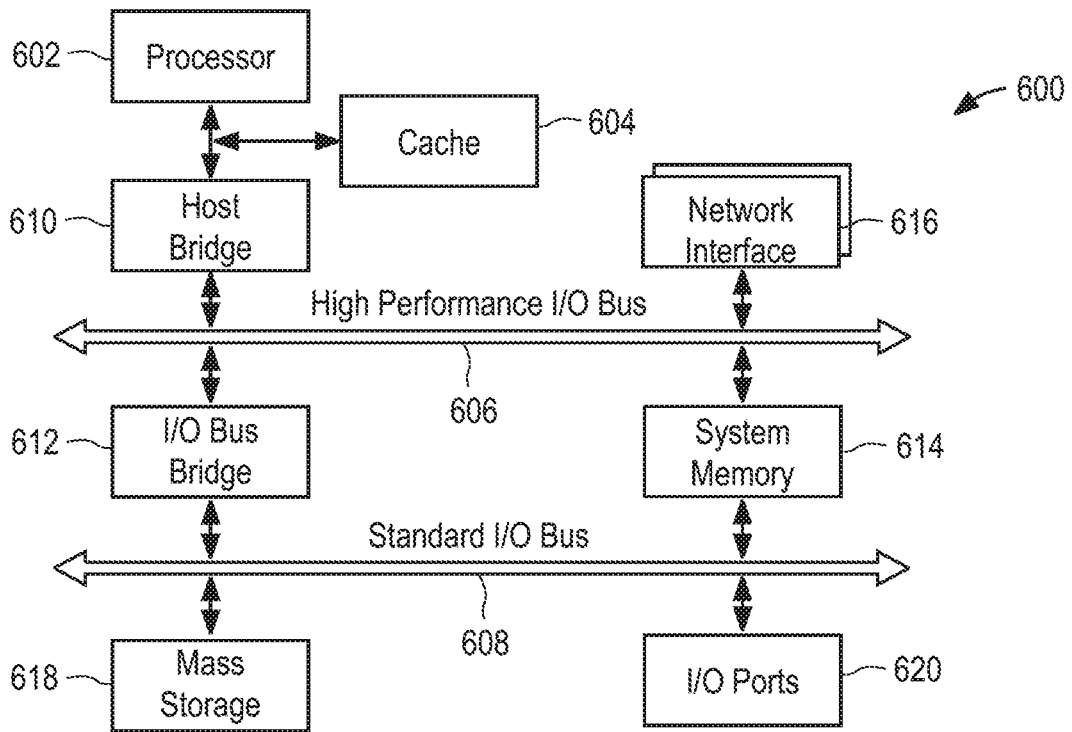 602
Processor
600
Cache
604
610
Host
Bridge
Network
Interface
616
High Performance I/O Bus
606
612
I/O Bus
Bridge
System
Memory
614
Standard I/O Bus
608
618
Mass
Storage
I/O Ports
620